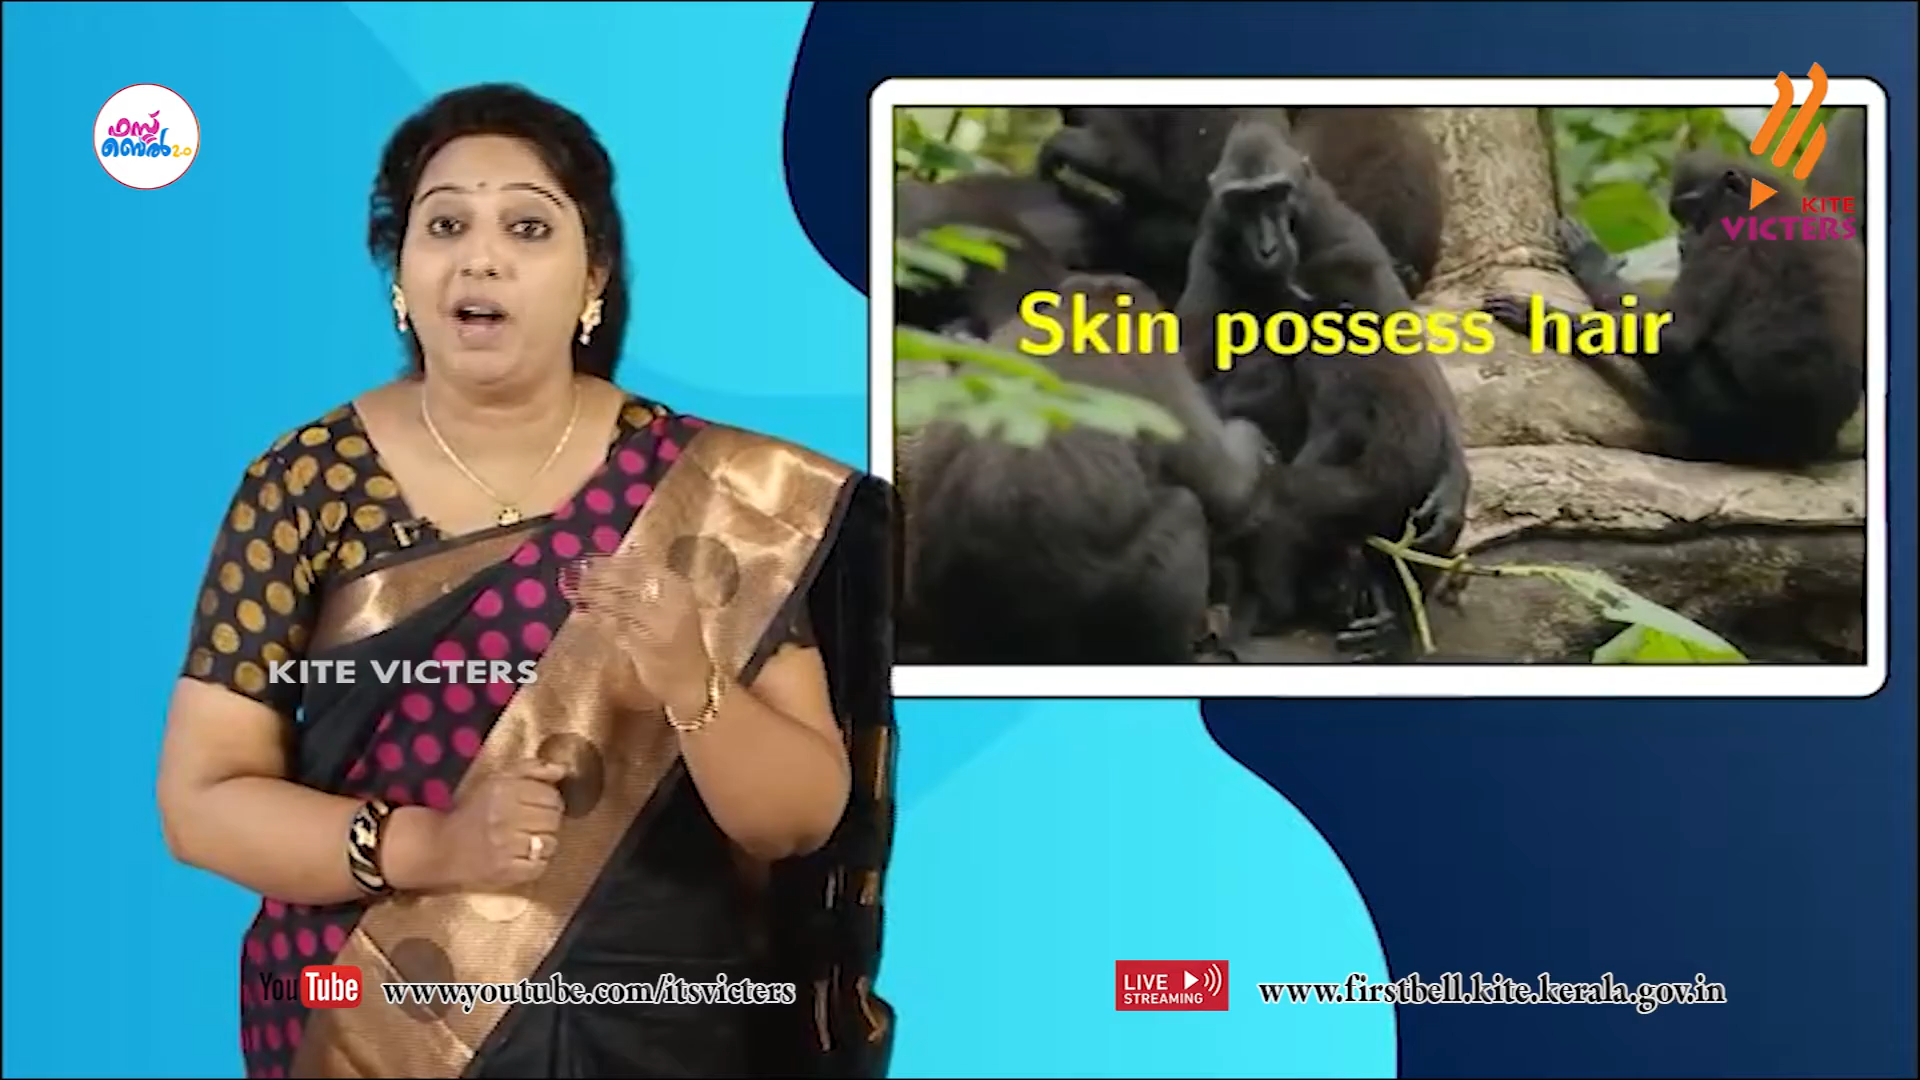 ഫസ്റ്റ്
ബെൽ 2.0
KITE
VICTERS
Skin possess hair
KITE VICTERS
YouTube www.youtube.com/itsvicters
LIVE
STREAMING
www.firstbell.kite.kerala.gov.in